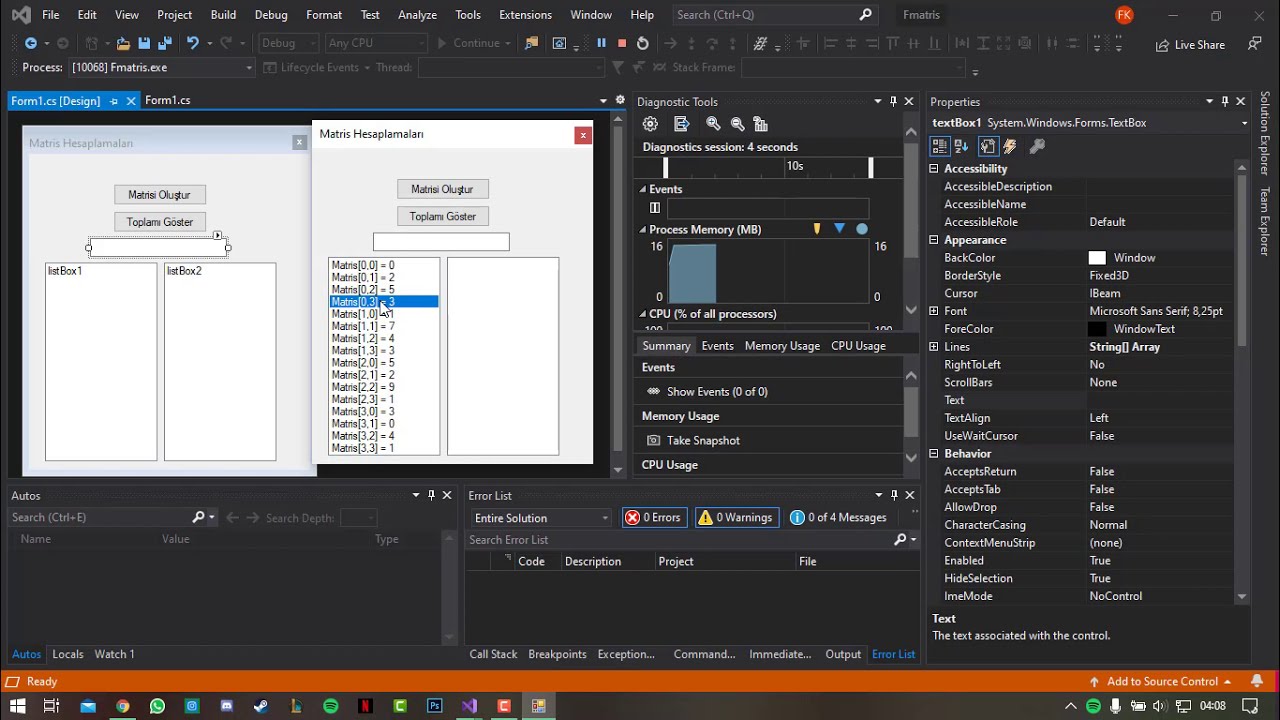 File Edit View Project Build Debug Format Test Analyze Tools Extensions Window Help Search (Ctrl+Q) Fmatris FK
Debug Any CPU Continue Live Share
Process: [10068] Fmatris.exe Lifecycle Events Thread: Stack Frame:
Form1.cs [Design] Form1.cs
Matris Hesaplamaları
Matrisi Oluştur
Toplamı Göster
listBox1 listBox2
Matris Hesaplamaları
Matrisi Oluştur
Toplamı Göster
Matris[0,0] = 0
Matris[0,1] = 2
Matris[0,2] = 5
Matris[0,3] = 3
Matris[1,0] = 1
Matris[1,1] = 7
Matris[1,2] = 4
Matris[1,3] = 3
Matris[2,0] = 5
Matris[2,1] = 2
Matris[2,2] = 9
Matris[2,3] = 1
Matris[3,0] = 3
Matris[3,1] = 0
Matris[3,2] = 4
Matris[3,3] = 1
Diagnostic Tools
Diagnostics session: 4 seconds
10s
Events
Process Memory (MB)
16 16
0 0
CPU (% of all processors)
Summary Events Memory Usage CPU Usage
Events
Show Events (0 of 0)
Memory Usage
Take Snapshot
CPU Usage
Properties
textBox1 System.Windows.Forms.TextBox
Accessibility
AccessibleDescription
AccessibleName
AccessibleRole Default
Appearance
BackColor Window
BorderStyle Fixed3D
Cursor IBeam
Font Microsoft Sans Serif; 8,25pt
ForeColor WindowText
Lines String[] Array
RightToLeft No
ScrollBars None
Text
TextAlign Left
UseWaitCursor False
Behavior
AcceptsReturn False
AcceptsTab False
AllowDrop False
CharacterCasing Normal
ContextMenuStrip (none)
Enabled True
HideSelection True
ImeMode NoControl
Text
The text associated with the control.
Solution Explorer
Team Explorer
Autos
Search (Ctrl+E) Search Depth:
Name Value Type
Autos Locals Watch 1
Error List
Entire Solution 0 Errors 0 Warnings 0 of 4 Messages
Search Error List
Code Description Project File
Call Stack Breakpoints Exception... Command... Immediate... Output Error List
Ready Add to Source Control
Ps
04:08